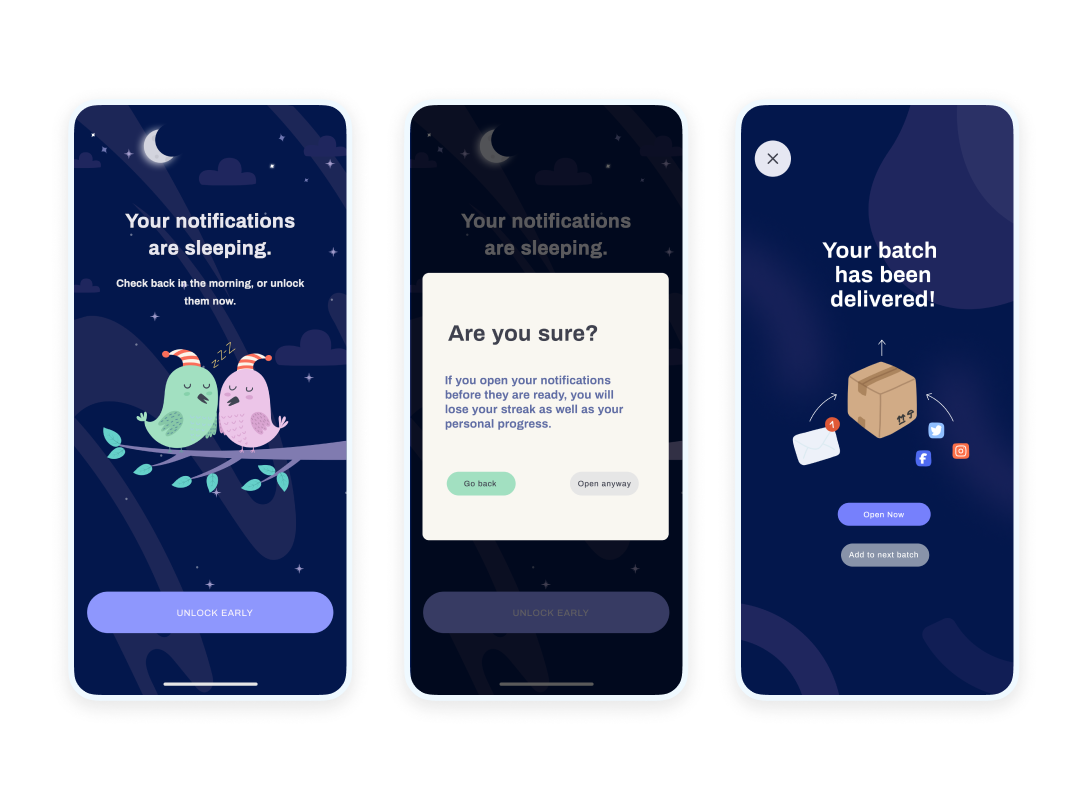 Your notifications
are sleeping.
Check back in the morning, or unlock
them now.
z z z
UNLOCK EARLY
Your notifications
are sleeping.
Are you sure?
If you open your notifications
before they are ready, you will
lose your streak as well as your
personal progress.
Go back
Open anyway
UNLOCK EARLY
Your batch
has been
delivered!
1
Open Now
Add to next batch